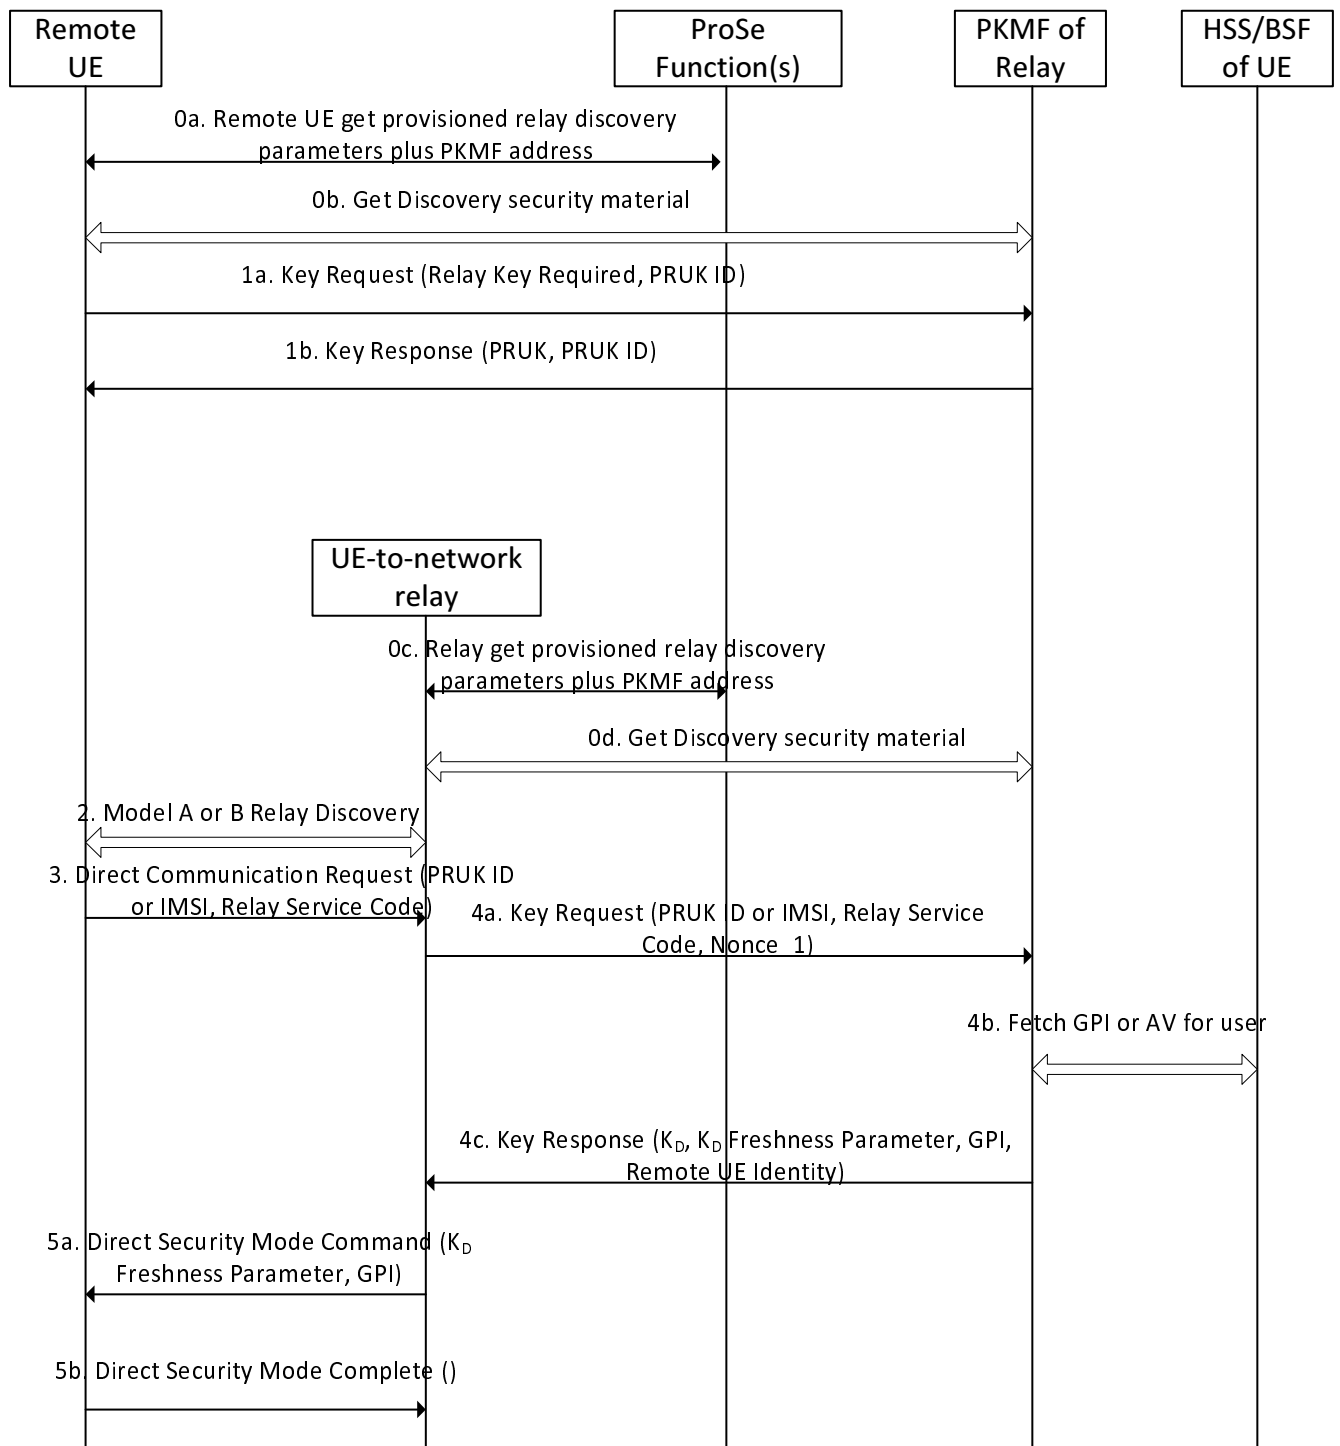 Remote
UE
ProSe
Function(s)
PKMF of
Relay
HSS/BSF
of UE
0a. Remote UE get provisioned relay discovery
parameters plus PKMF address
0b. Get Discovery security material
1a. Key Request (Relay Key Required, PRUK ID)
1b. Key Response (PRUK, PRUK ID)
UE-to-network
relay
0c. Relay get provisioned relay discovery
parameters plus PKMF address
0d. Get Discovery security material
2. Model A or B Relay Discovery
3. Direct Communication Request (PRUK ID
or IMSI, Relay Service Code)
4a. Key Request (PRUK ID or IMSI, Relay Service
Code, Nonce_1)
4b. Fetch GPI or AV for user
4c. Key Response (KD, KD Freshness Parameter, GPI,
Remote UE Identity)
5a. Direct Security Mode Command (KD
Freshness Parameter, GPI)
5b. Direct Security Mode Complete ()